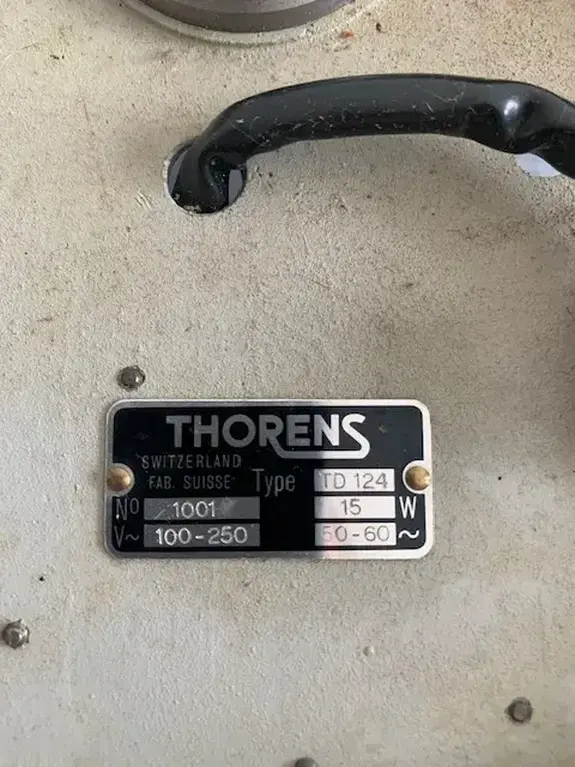 THORENS
SWITZERLAND
FAB. SUISSE Type TD 124
No 1001 15 W
V~ 100-250 50-60 ~